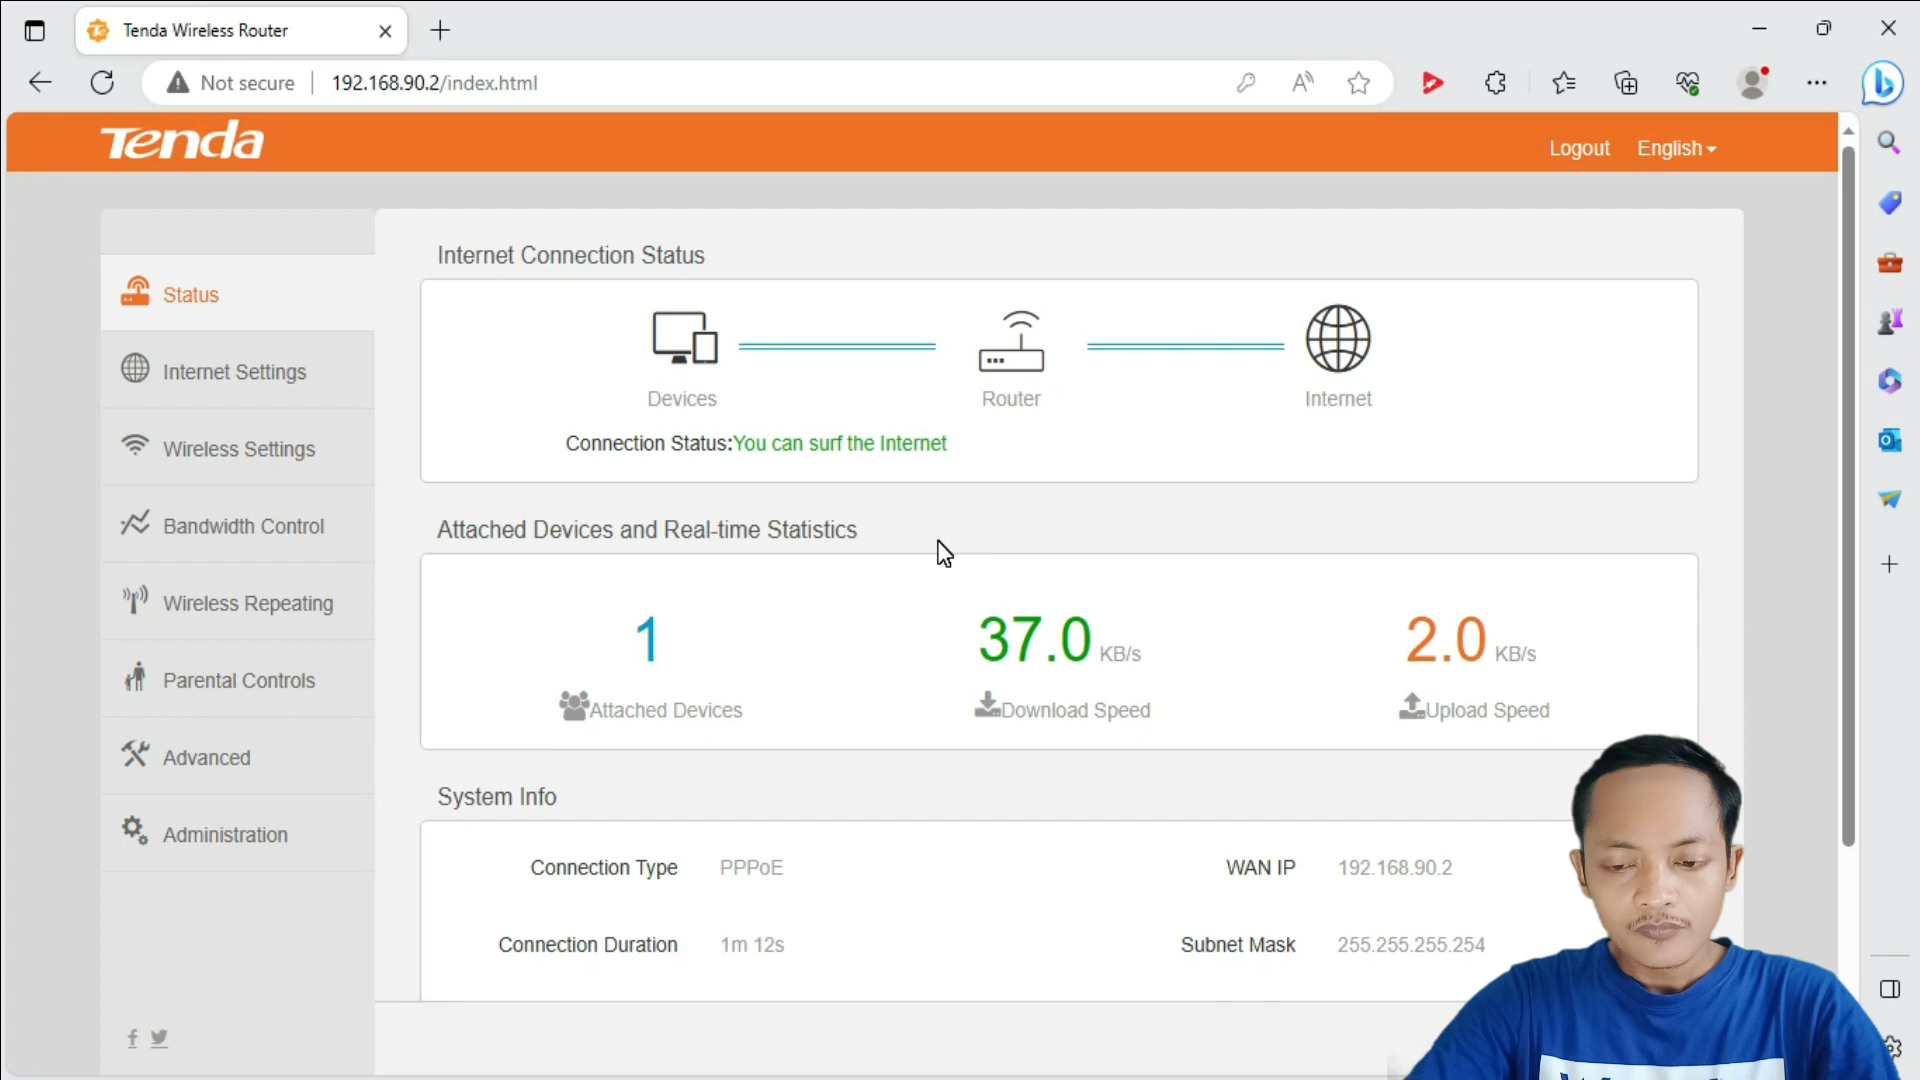 Tenda Wireless Router
Not secure
192.168.90.2/index.html
Tenda
Logout
English
Status
Internet Settings
Wireless Settings
Bandwidth Control
Wireless Repeating
Parental Controls
Advanced
Administration
Internet Connection Status
Devices
Router
Internet
Connection Status:You can surf the Internet
Attached Devices and Real-time Statistics
1
37.0 KB/s
2.0 KB/s
Attached Devices
Download Speed
Upload Speed
System Info
Connection Type PPPoE
WAN IP 192.168.90.2
Connection Duration 1m 12s
Subnet Mask 255.255.255.254